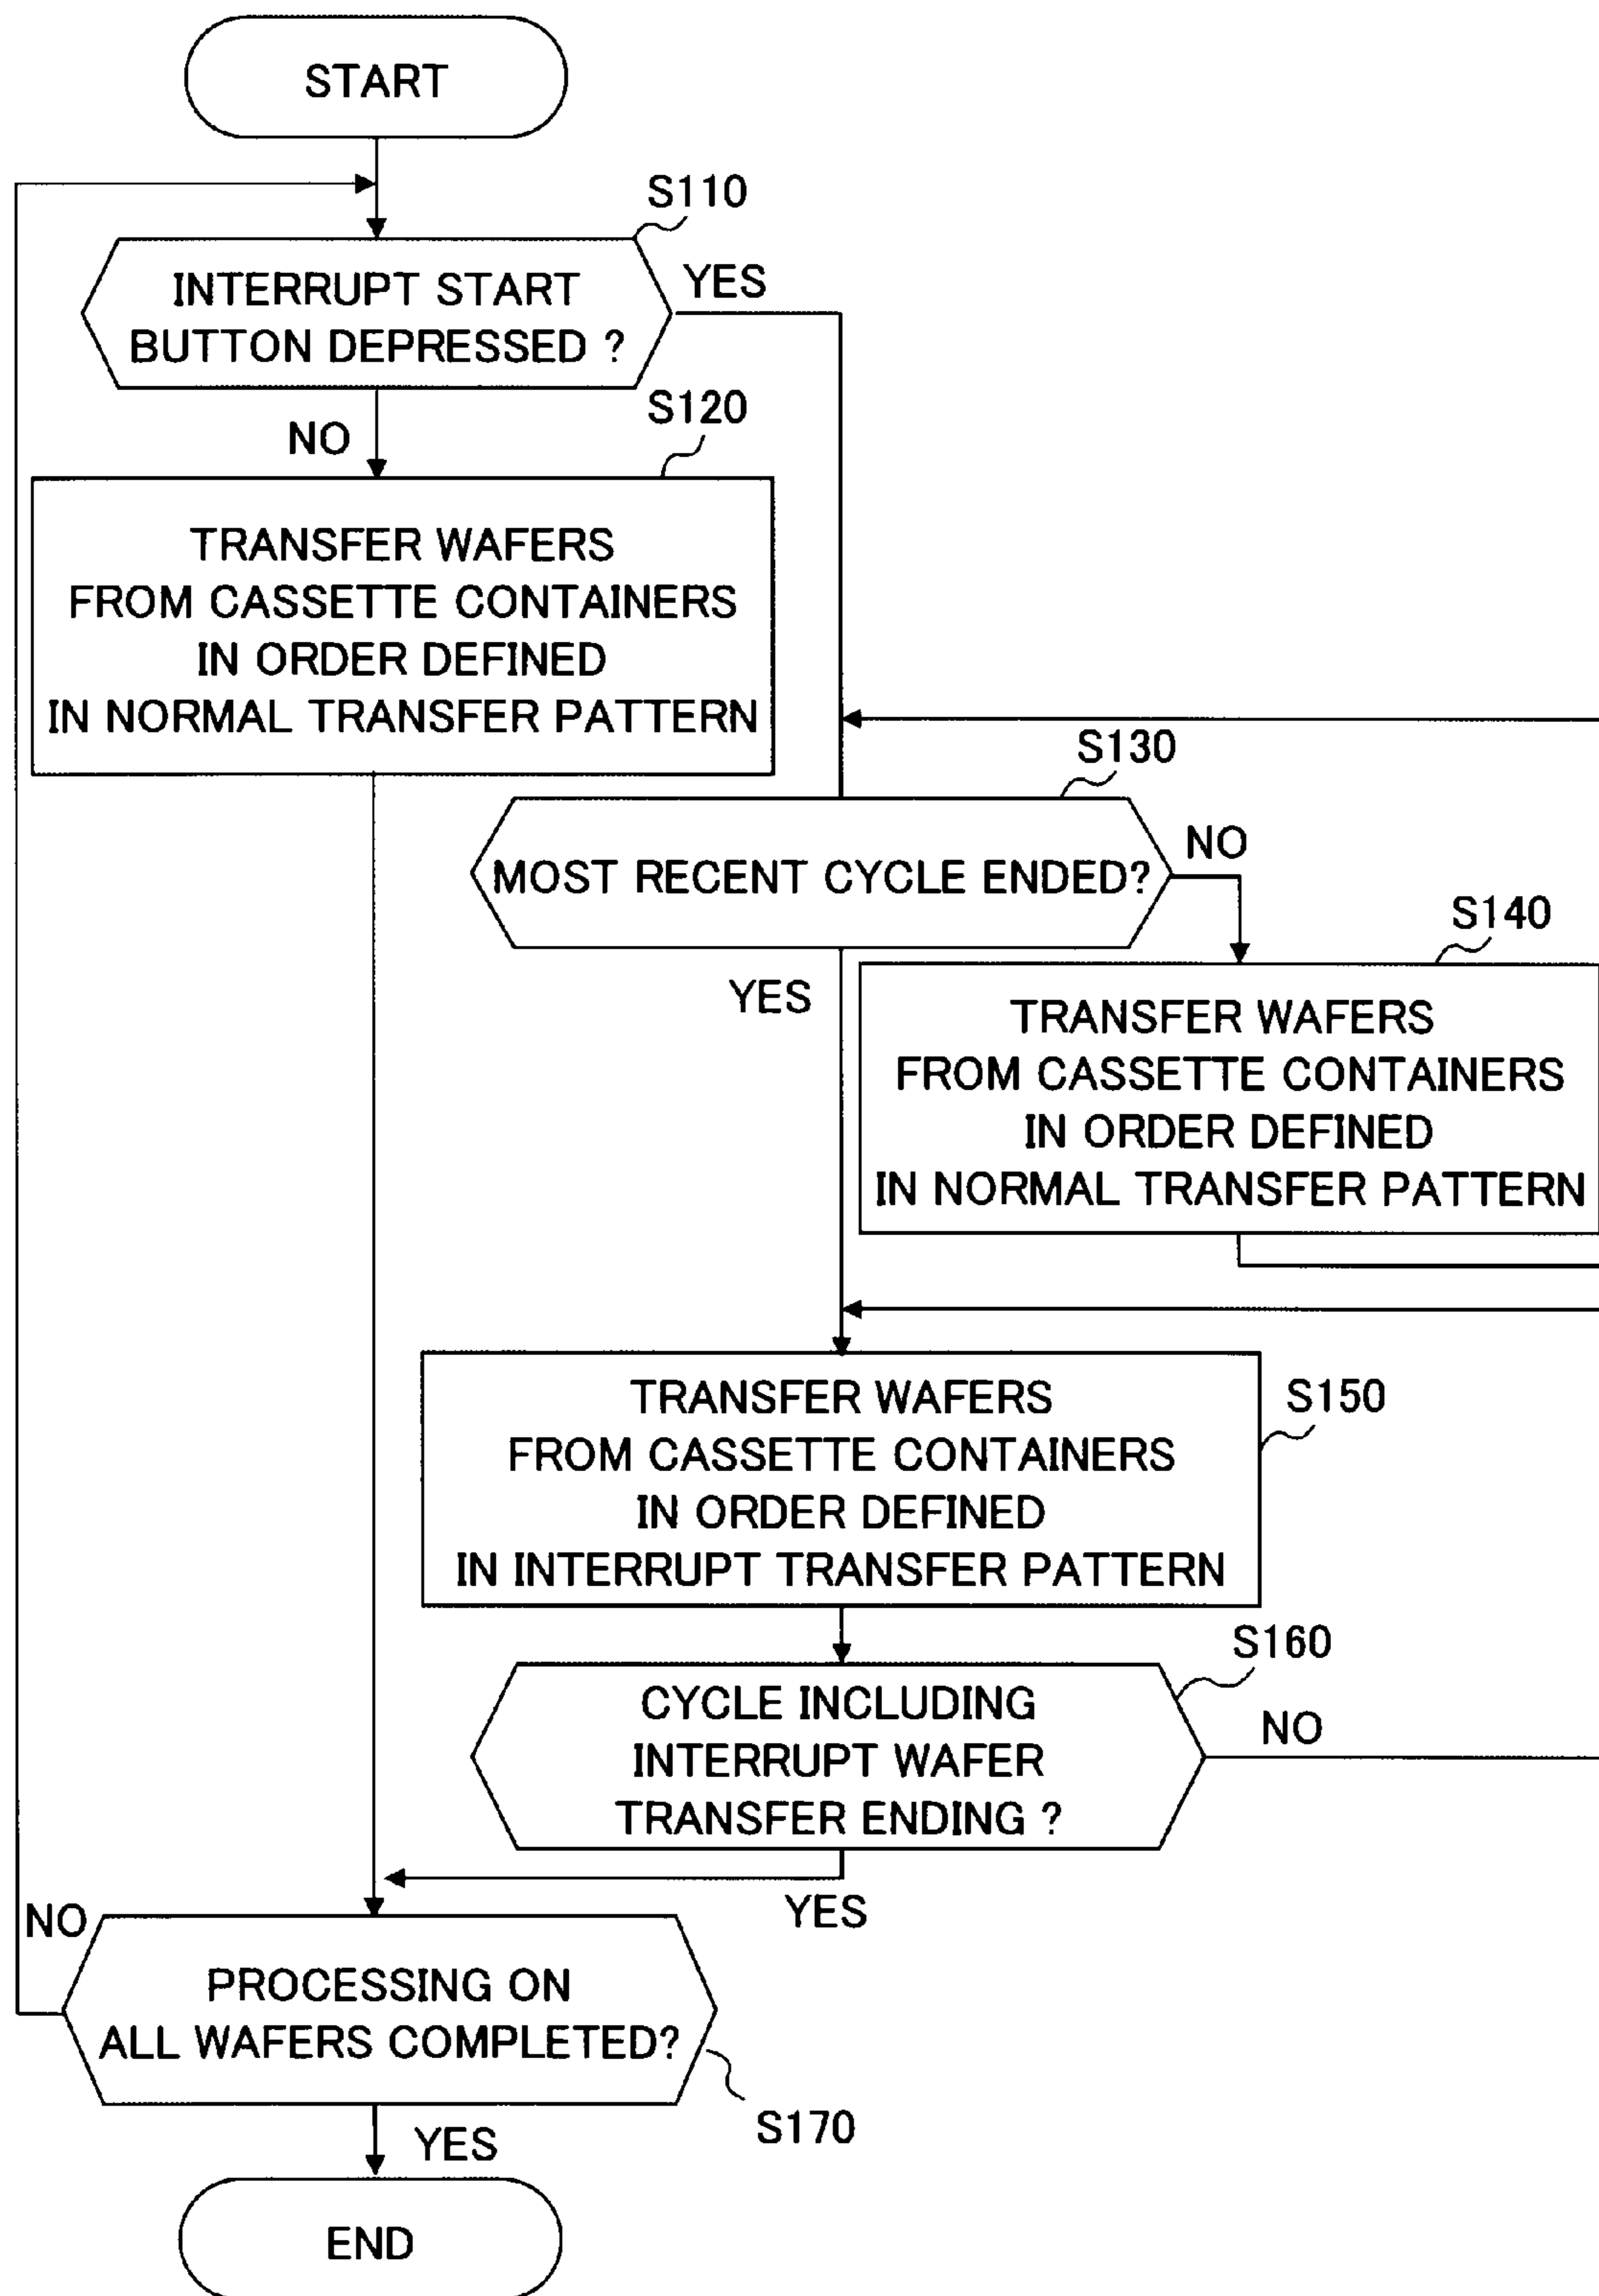 START
S110
INTERRUPT START
BUTTON DEPRESSED ?
YES
NO
S120
TRANSFER WAFERS
FROM CASSETTE CONTAINERS
IN ORDER DEFINED
IN NORMAL TRANSFER PATTERN
S130
MOST RECENT CYCLE ENDED?
NO
YES
S140
TRANSFER WAFERS
FROM CASSETTE CONTAINERS
IN ORDER DEFINED
IN NORMAL TRANSFER PATTERN
TRANSFER WAFERS
FROM CASSETTE CONTAINERS
IN ORDER DEFINED
IN INTERRUPT TRANSFER PATTERN
S150
S160
CYCLE INCLUDING
INTERRUPT WAFER
TRANSFER ENDING ?
NO
YES
NO
PROCESSING ON
ALL WAFERS COMPLETED?
S170
YES
END